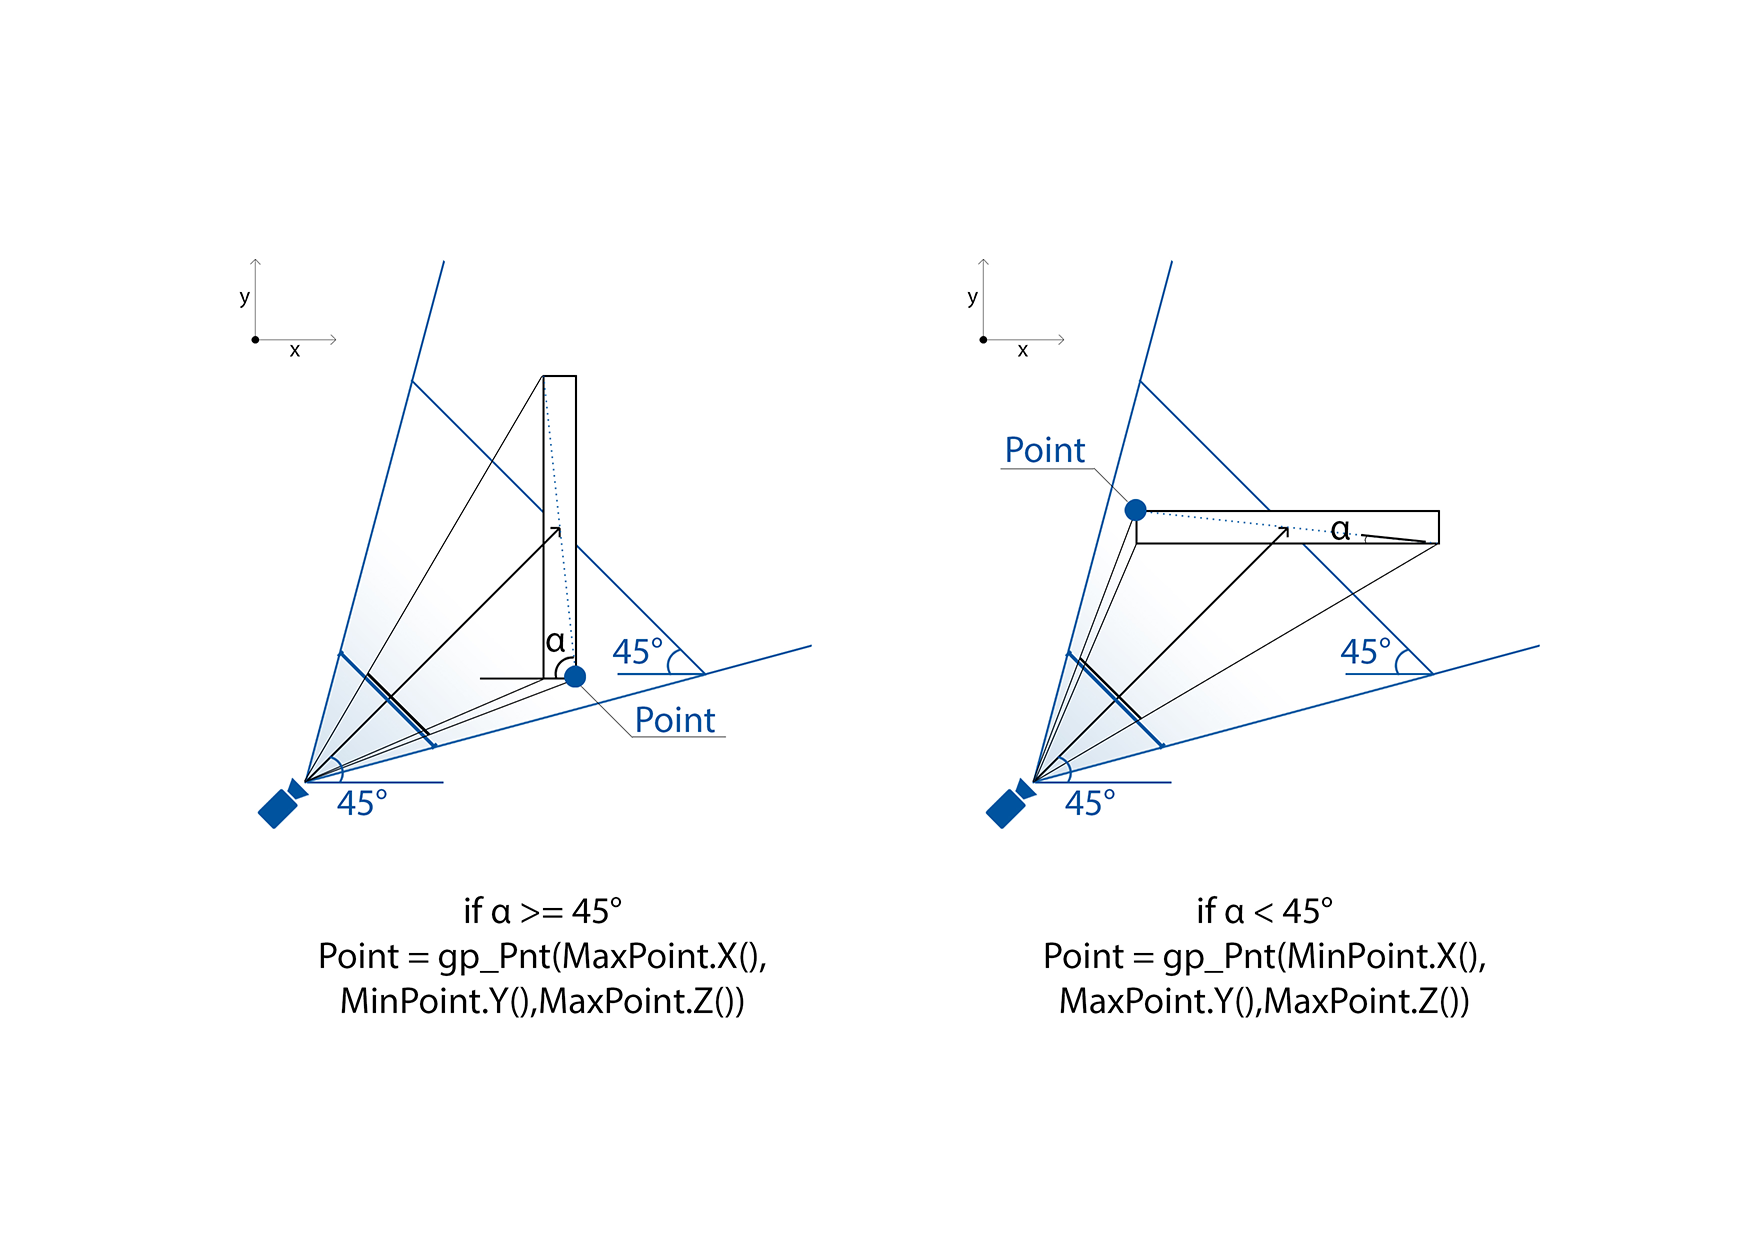 y
x
α
45°
Point
45°
if α >= 45°
Point = gp_Pnt(MaxPoint.X(),
MinPoint.Y(),MaxPoint.Z())
y
x
Point
α
45°
45°
if α < 45°
Point = gp_Pnt(MinPoint.X(),
MaxPoint.Y(),MaxPoint.Z())